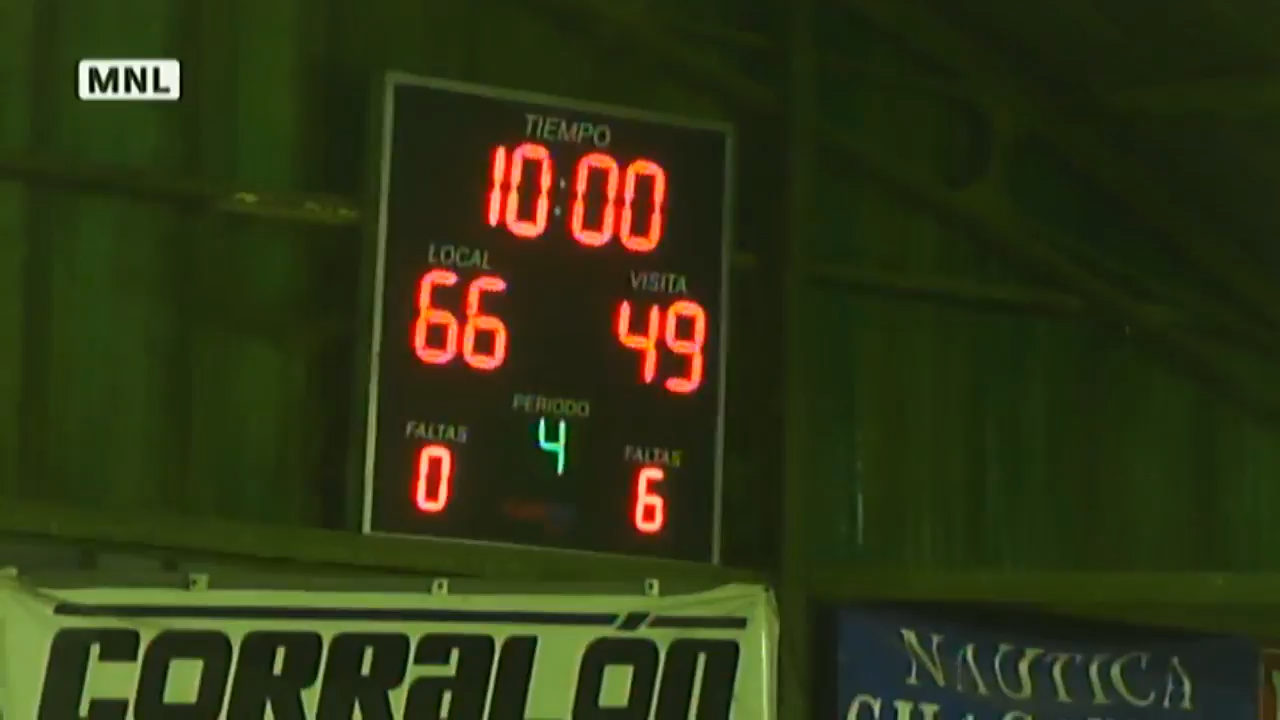 MNL
TIEMPO
10:00
LOCAL
VISITA
66
49
PERIODO
FALTAS
4
FALTAS
0
6
CORRALÓN
NAUTICA